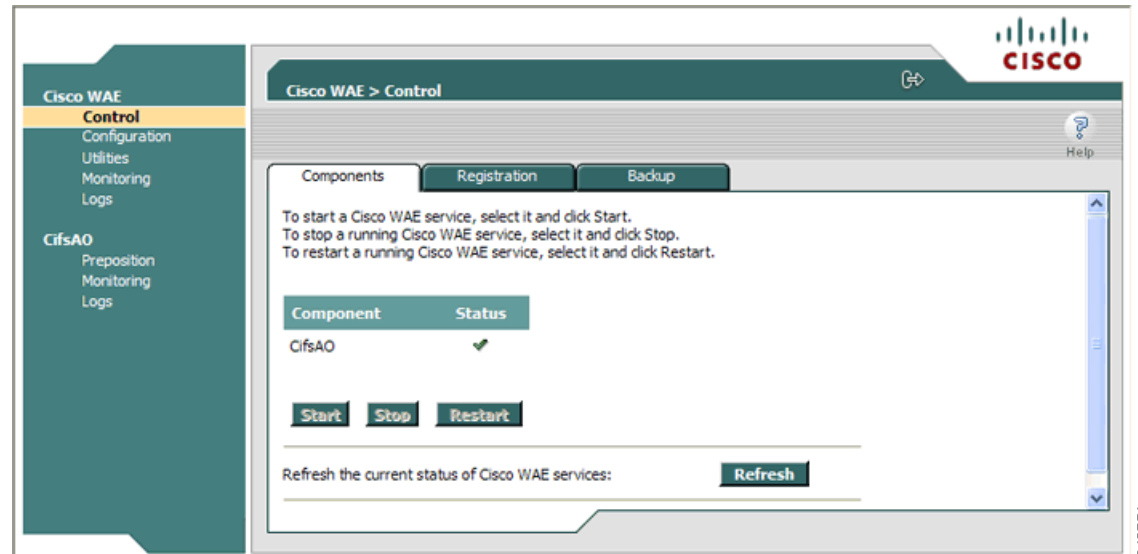 CISCO
Cisco WAE
Control
Configuration
Utilities
Monitoring
Logs
CifsAO
Preposition
Monitoring
Logs
Cisco WAE > Control
Help
Components
Registration
Backup
To start a Cisco WAE service, select it and click Start.
To stop a running Cisco WAE service, select it and click Stop.
To restart a running Cisco WAE service, select it and click Restart.
Component Status
CifsAO
Start Stop Restart
Refresh the current status of Cisco WAE services: Refresh